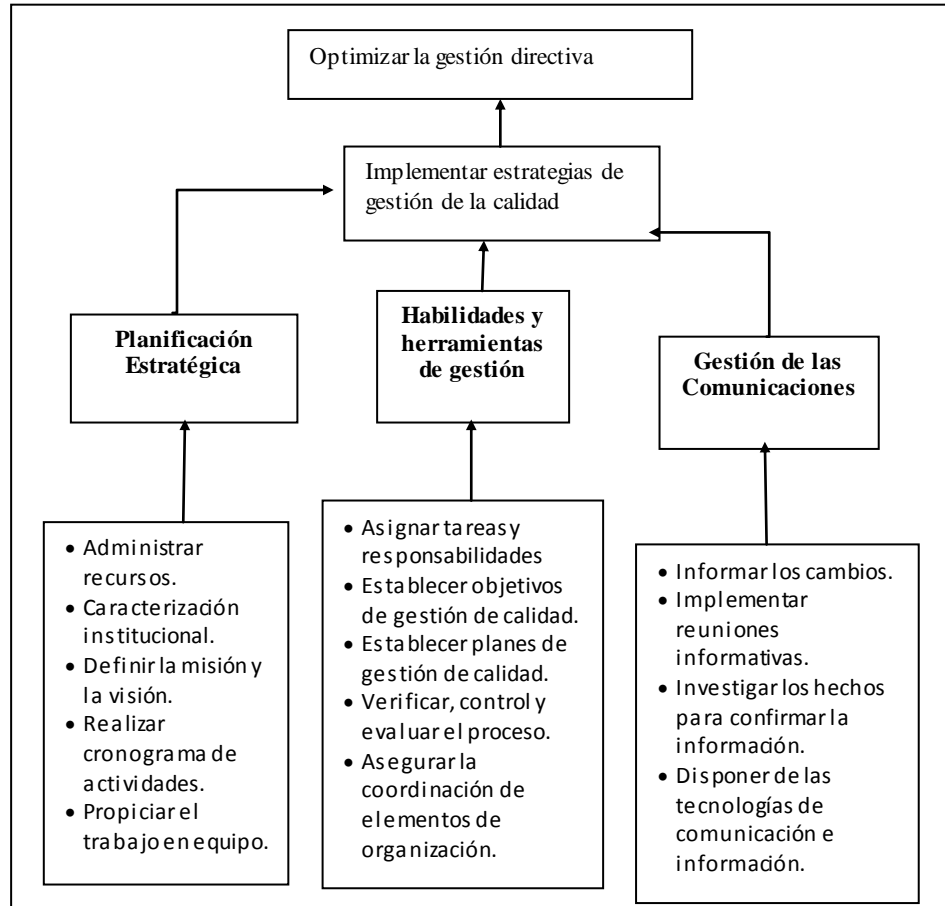 Optimizar la gestión directiva
Implementar estrategias de
gestión de la calidad
Planificación
Estratégica
Habilidades y
herramientas
de gestión
Gestión de las
Comunicaciones
• Administrar
recursos.
• Caracterización
institucional.
• Definir la misión y
la visión.
• Realizar
cronograma de
actividades.
• Propiciar el
trabajo en equipo.
• Asignar tareas y
responsabilidades
• Establecer objetivos
de gestión de calidad.
• Establecer planes de
gestión de calidad.
• Verificar, control y
evaluar el proceso.
• Asegurar la
coordinación de
elementos de
organización.
• Informar los cambios.
• Implementar
reuniones
informativas.
• Investigar los hechos
para confirmar la
información.
• Disponer de las
tecnologías de
comunicación e
información.